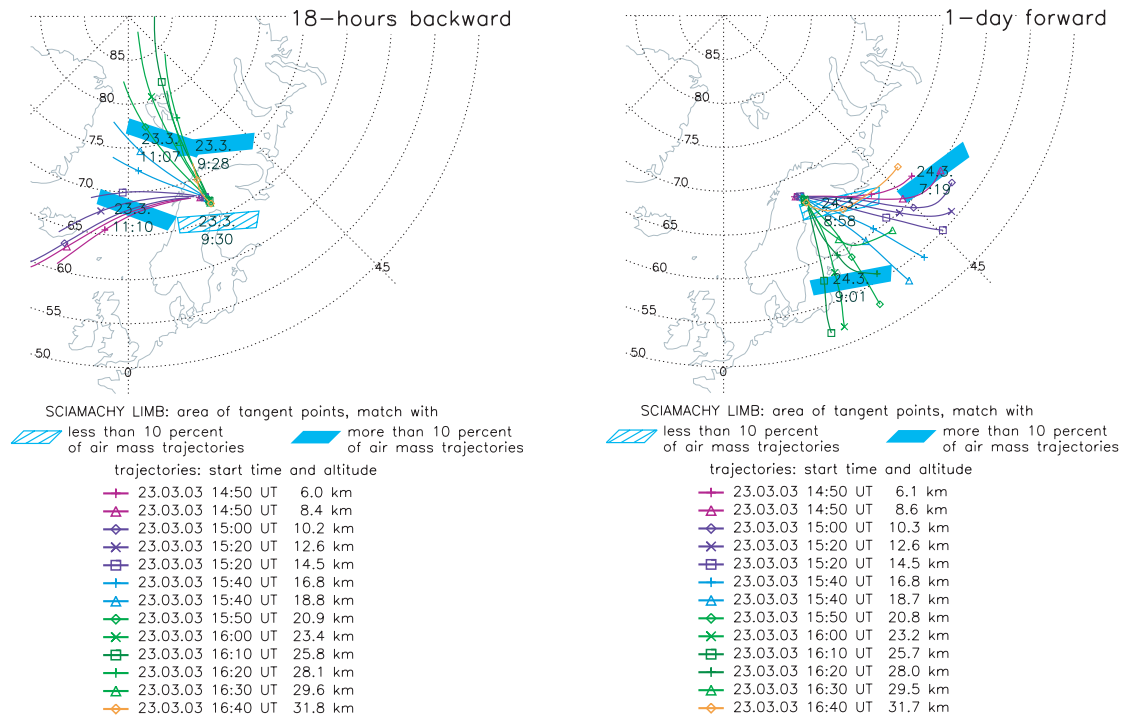 18-hours backward
85
80
75
70
65
60
55
50
0
45
23.3.
11:07
23.3.
9:28
23.3.
11:10
23.3.
9:30
SCIAMACHY LIMB: area of tangent points, match with
less than 10 percent
of air mass trajectories
more than 10 percent
of air mass trajectories
trajectories: start time and altitude
23.03.03 14:50 UT 6.0 km
23.03.03 14:50 UT 8.4 km
23.03.03 15:00 UT 10.2 km
23.03.03 15:20 UT 12.6 km
23.03.03 15:20 UT 14.5 km
23.03.03 15:40 UT 16.8 km
23.03.03 15:40 UT 18.8 km
23.03.03 15:50 UT 20.9 km
23.03.03 16:00 UT 23.4 km
23.03.03 16:10 UT 25.8 km
23.03.03 16:20 UT 28.1 km
23.03.03 16:30 UT 29.6 km
23.03.03 16:40 UT 31.8 km
1-day forward
85
80
75
70
65
60
55
50
0
45
24.3.
7:19
24.3.
8:58
24.3.
9:01
SCIAMACHY LIMB: area of tangent points, match with
less than 10 percent
of air mass trajectories
more than 10 percent
of air mass trajectories
trajectories: start time and altitude
23.03.03 14:50 UT 6.1 km
23.03.03 14:50 UT 8.6 km
23.03.03 15:00 UT 10.3 km
23.03.03 15:20 UT 12.6 km
23.03.03 15:20 UT 14.5 km
23.03.03 15:40 UT 16.8 km
23.03.03 15:40 UT 18.7 km
23.03.03 15:50 UT 20.8 km
23.03.03 16:00 UT 23.2 km
23.03.03 16:10 UT 25.7 km
23.03.03 16:20 UT 28.0 km
23.03.03 16:30 UT 29.5 km
23.03.03 16:40 UT 31.7 km